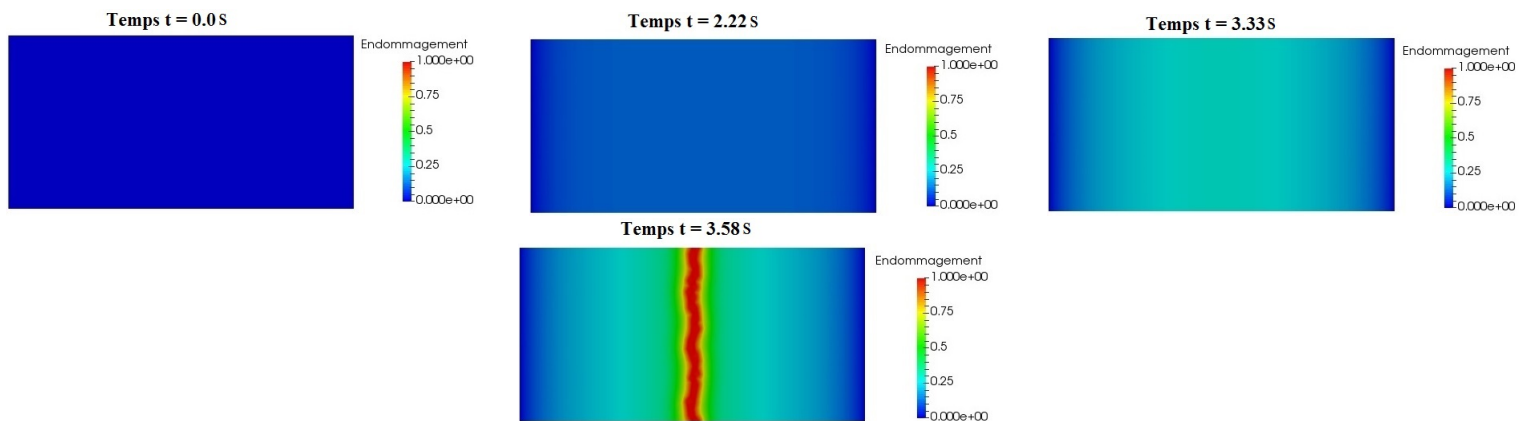 Temps t = 0.0 S
Endommagement
1.000e+00
0.75
0.5
0.25
0.000e+00
Temps t = 2.22 S
Endommagement
1.000e+00
0.75
0.5
0.25
0.000e+00
Temps t = 3.33 S
Endommagement
1.000e+00
0.75
0.5
0.25
0.000e+00
Temps t = 3.58 S
Endommagement
1.000e+00
0.75
0.5
0.25
0.000e+00